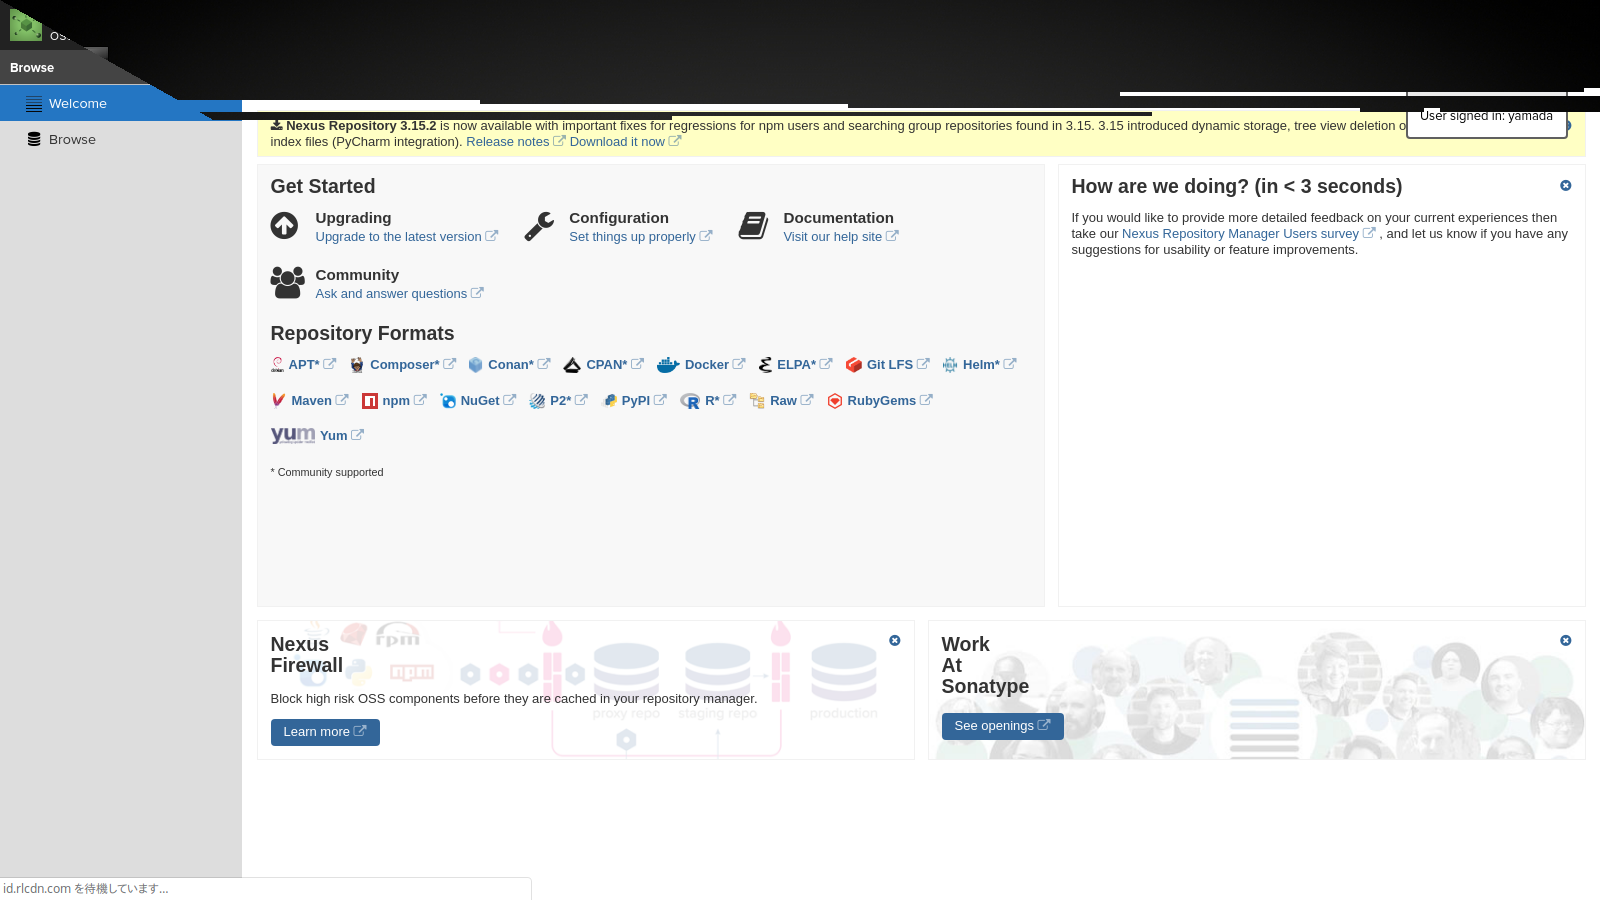 Browse
Welcome
Browse
User signed in: yamada
Nexus Repository 3.15.2 is now available with important fixes for regressions for npm users and searching group repositories found in 3.15. 3.15 introduced dynamic storage, tree view deletion
index files (PyCharm integration). Release notes Download it now
Get Started
Upgrading
Upgrade to the latest version
Configuration
Set things up properly
Documentation
Visit our help site
Community
Ask and answer questions
Repository Formats
APT* Composer* Conan* CPAN* Docker ELPA* Git LFS Helm*
Maven npm NuGet P2* PyPI R* Raw RubyGems
yum Yum
* Community supported
How are we doing? (in < 3 seconds)
If you would like to provide more detailed feedback on your current experiences then
take our Nexus Repository Manager Users survey , and let us know if you have any
suggestions for usability or feature improvements.
Nexus
Firewall
Block high risk OSS components before they are cached in your repository manager.
Learn more
rpm
npm
proxy repo staging repo production
Work
At
Sonatype
See openings
id.rlcdn.com を待機しています...